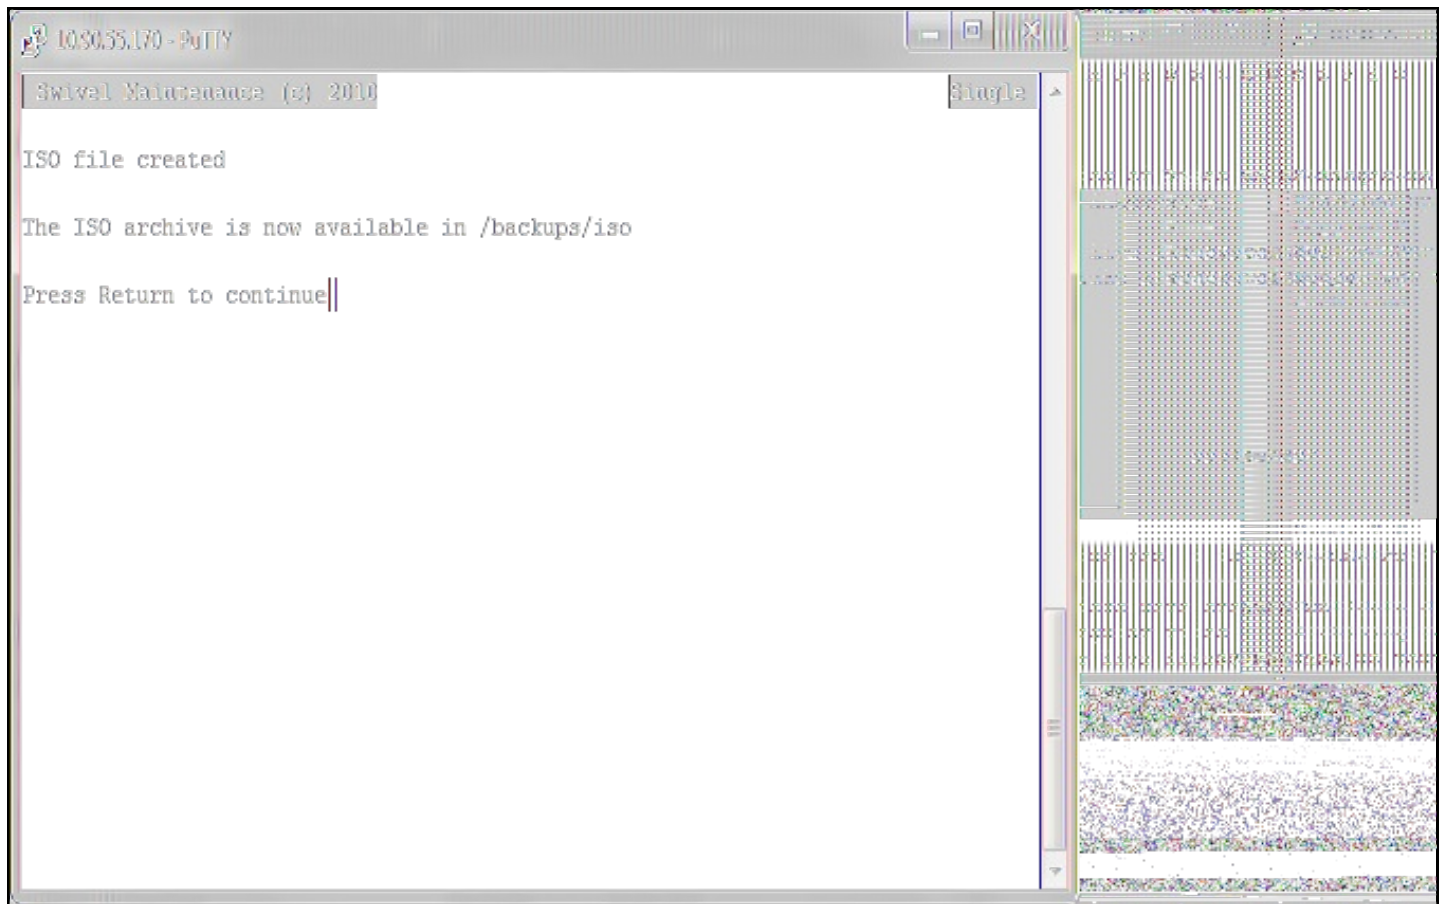 10.90.55.170 - PuTTY
Swivel Maintenance (c) 2010
Single
ISO file created
The ISO archive is now available in /backups/iso
Press Return to continue